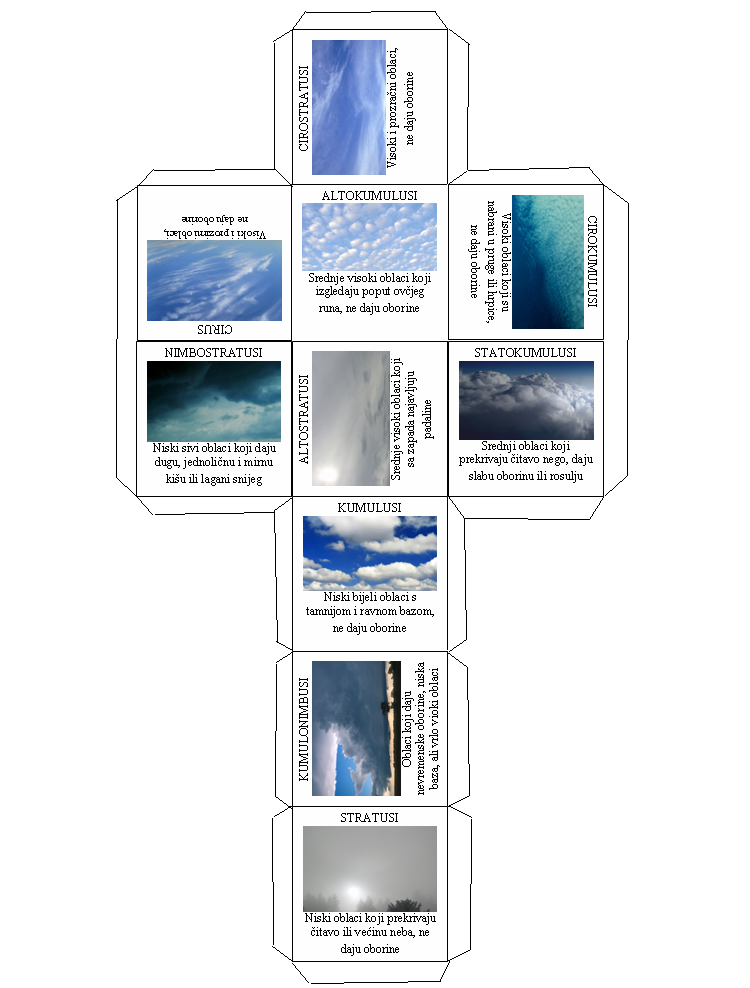 CIROSTRATUSI
Visoki i prozračni oblaci,
ne daju oborine
CIRUS
Visoki i prozirni oblaci,
ne daju oborine
ALTOKUMULUSI
Srednje visoki oblaci koji
izgledaju poput ovčjeg
runa, ne daju oborine
CIROKUMULUSI
Visoki oblaci koji su
nabrani u pruge ili hrpice,
ne daju oborine
NIMBOSTRATUSI
Niski sivi oblaci koji daju
dugu, jednoličnu i mirnu
kišu ili lagani snijeg
ALTOSTRATUSI
Srednje visoki oblaci koji
sa zapada najavljuju
padaline
STATOKUMULUSI
Srednji oblaci koji
prekrivaju čitavo nego, daju
slabu oborinu ili rosulju
KUMULUSI
Niski bijeli oblaci s
tamnijom i ravnom bazom,
ne daju oborine
KUMULONIMBUSI
Oblaci koji daju
nevremenske oborine, niska
baza, ali vrlo vioki oblaci
STRATUSI
Niski oblaci koji prekrivaju
čitavo ili većinu neba, ne
daju oborine